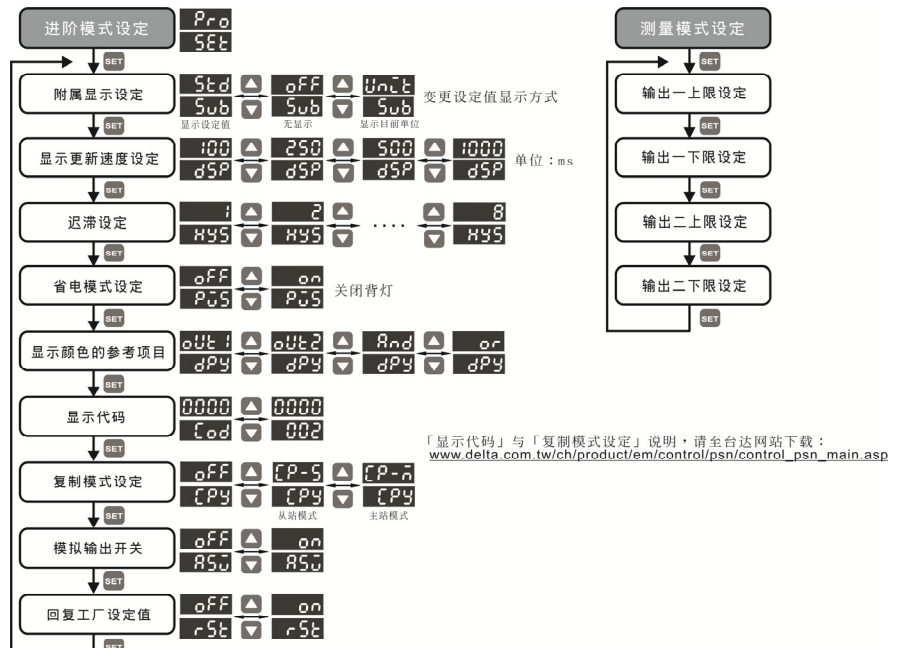 进阶模式设定 Pro
SEt
SET
附属显示设定 Std oFF Unit 变更设定值显示方式
Sub Sub Sub
显示设定值 无显示 显示目前单位
SET
显示更新速度设定 100 250 500 1000 单位：ms
dSP dSP dSP dSP
SET
迟滞设定 1 2 ···· 8
HYS HYS HYS
SET
省电模式设定 oFF on 关闭背灯
SET
显示颜色的参考项目 oUt1 oUt2 And or
dPY dPY dPY dPY
SET
显示代码 0000 0000
Cod 002
SET
复制模式设定 oFF CP-S
CPY CPY CPY
从站模式 主站模式
SET
模拟输出开关 oFF on
SET
回复工厂设定值 oFF on
rSt rSt
SET
测量模式设定
SET
输出一上限设定
SET
输出一下限设定
SET
输出二上限设定
SET
输出二下限设定
SET
「显示代码」与「复制模式设定」说明，请至台达网站下载：
www.delta.com.tw/ch/product/em/control/psn/control_psn_main.asp